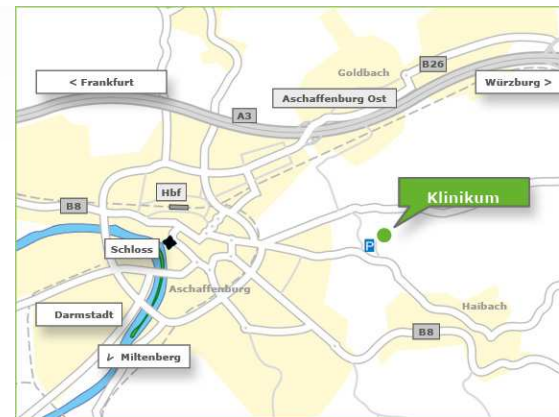 B26
Goldbach
< Frankfurt
Würzburg >
Aschaffenburg Ost
A3
Hbf
Klinikum
B8
P
Schloss
Aschaffenburg
Haibach
Darmstadt
B8
Miltenberg